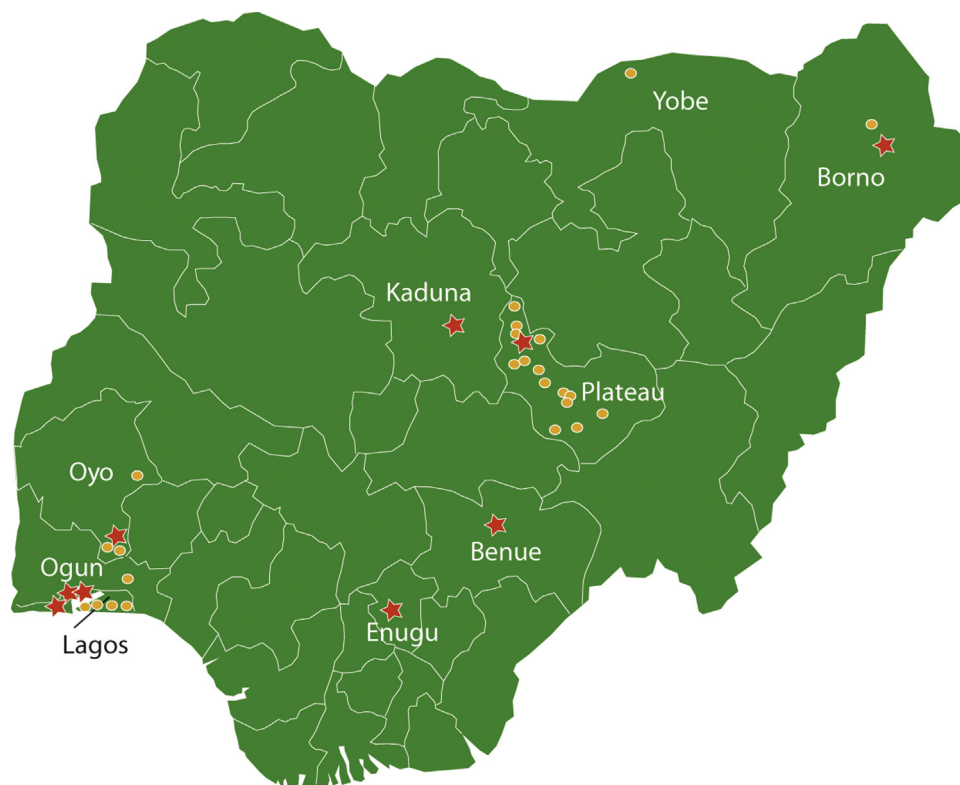 Yobe
Borno
Kaduna
Plateau
Oyo
Benue
Ogun
Enugu
Lagos